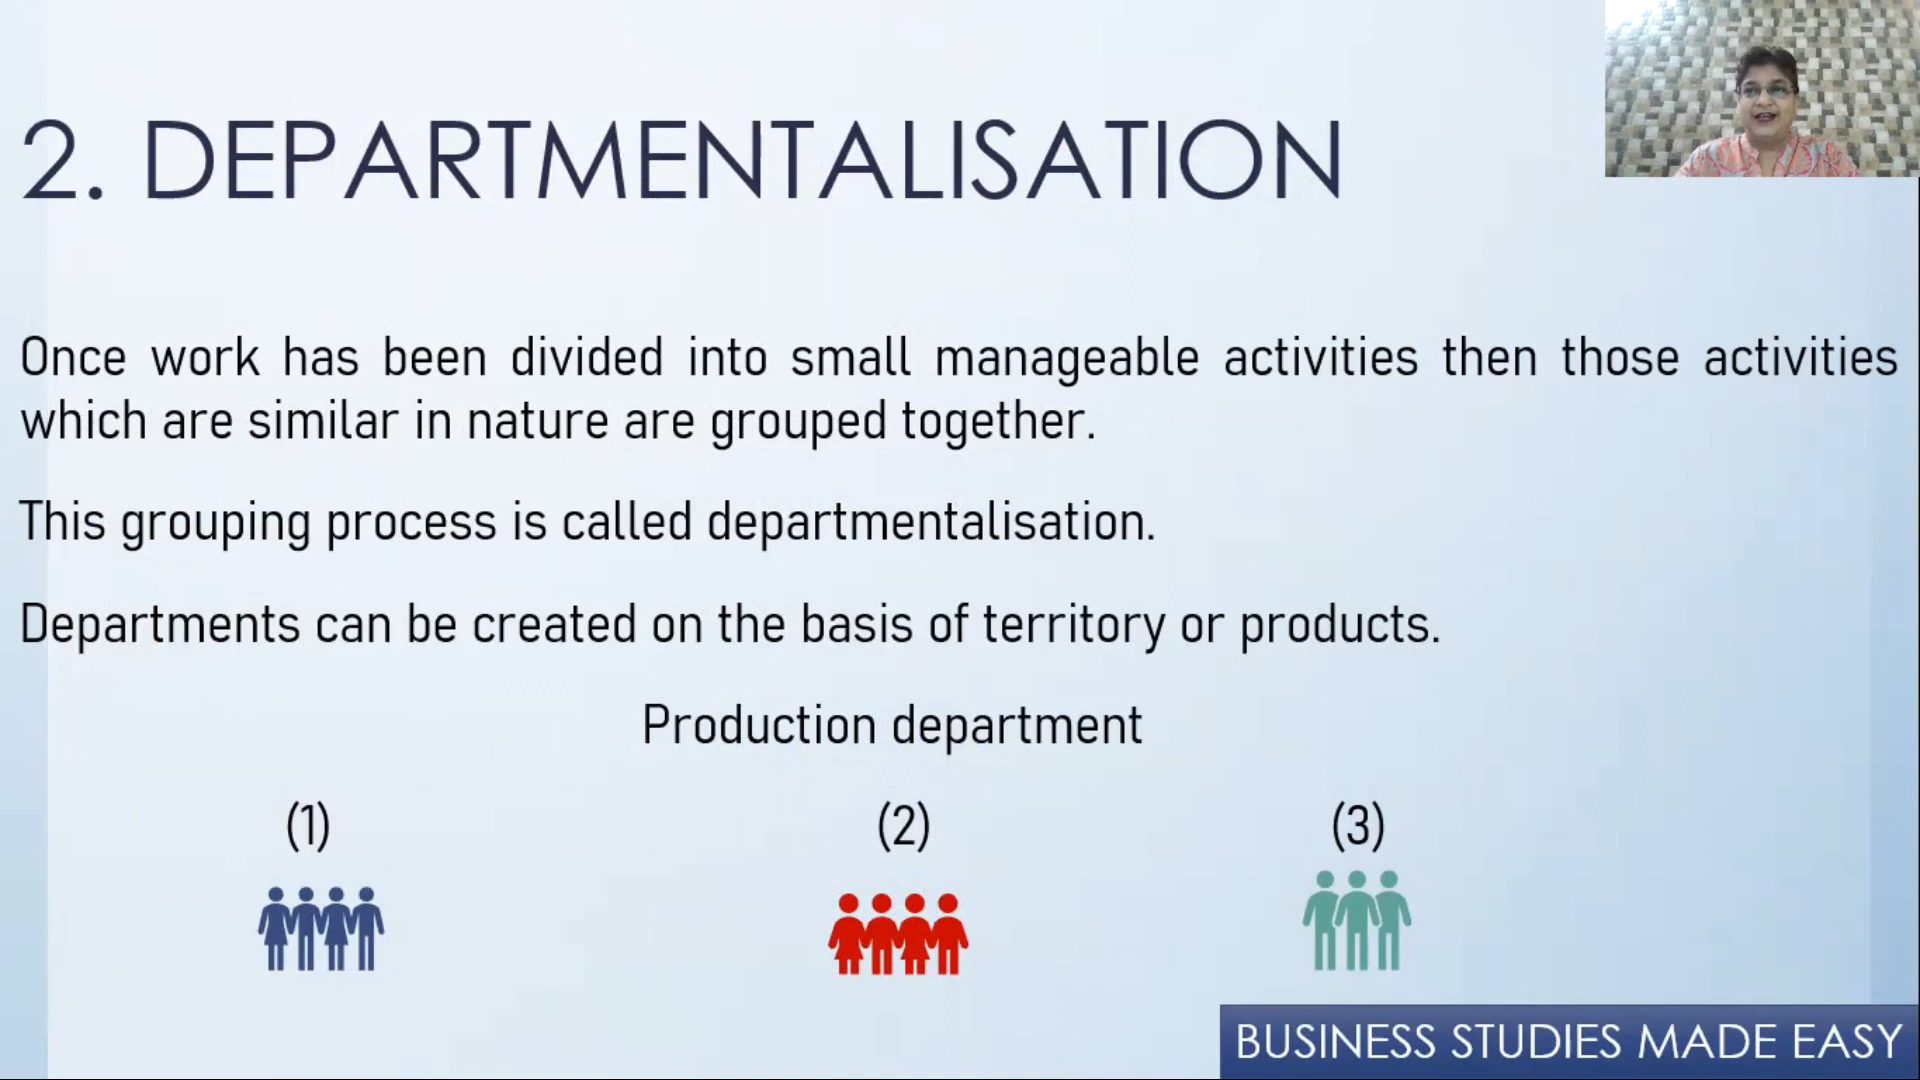 2. DEPARTMENTALISATION
Once work has been divided into small manageable activities then those activities
which are similar in nature are grouped together.
This grouping process is called departmentalisation.
Departments can be created on the basis of territory or products.
Production department
(1) (2) (3)
BUSINESS STUDIES MADE EASY